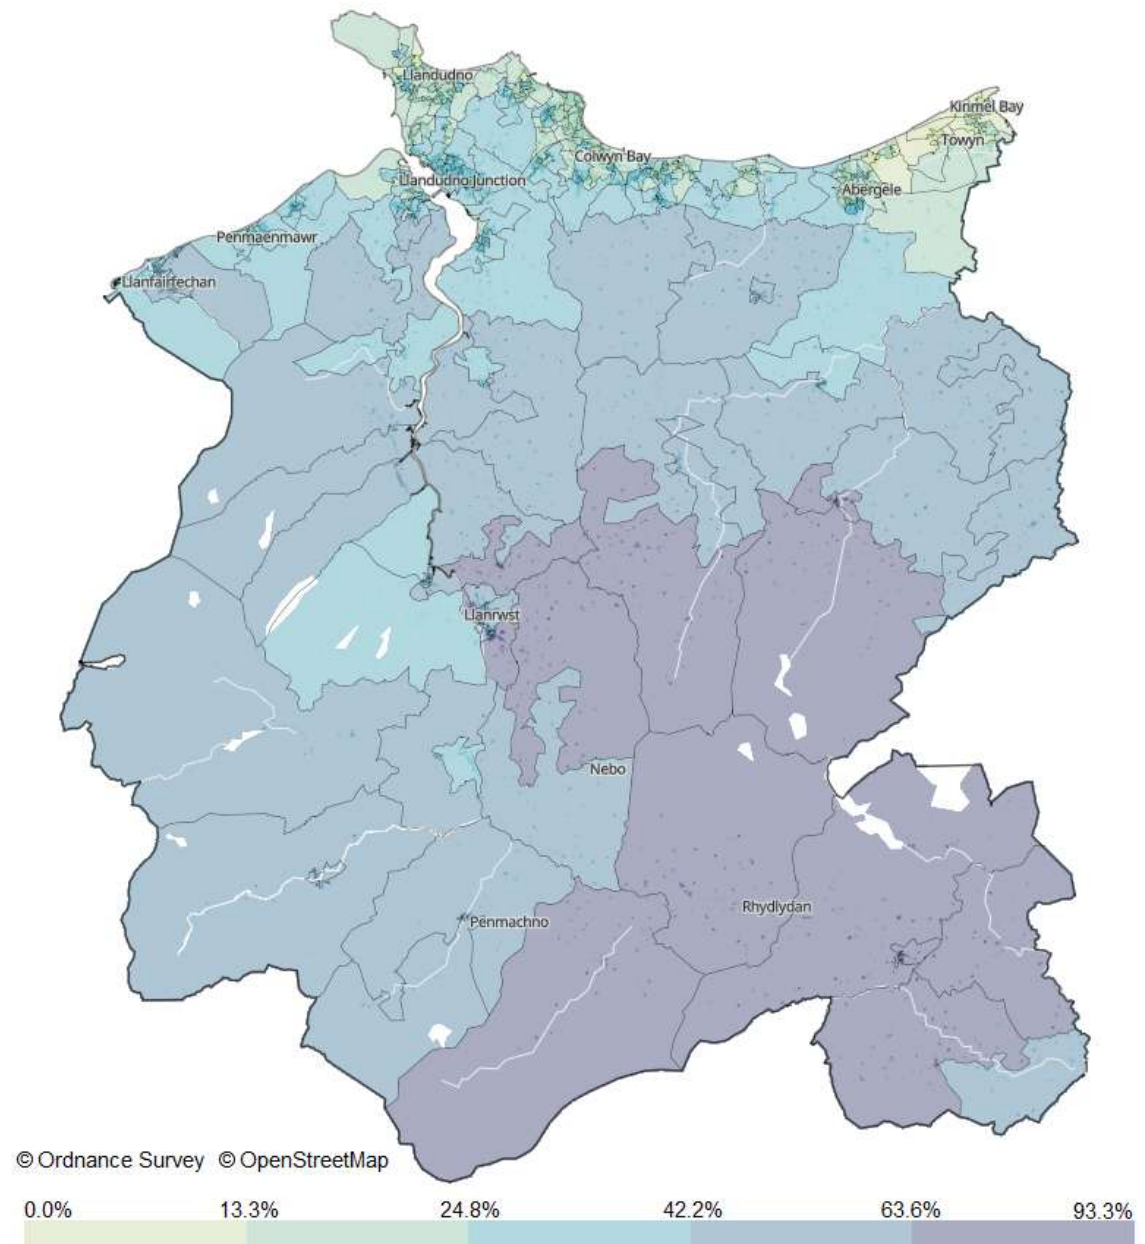 Llandudno
Kinmel Bay
Towyn
Colwyn Bay
Llandudno Junction
Abergele
Penmaenmawr
Llanfairfechan
Llanrwst
Nebo
Rhydlydan
Penmachno
© Ordnance Survey © OpenStreetMap
0.0% 13.3% 24.8% 42.2% 63.6% 93.3%